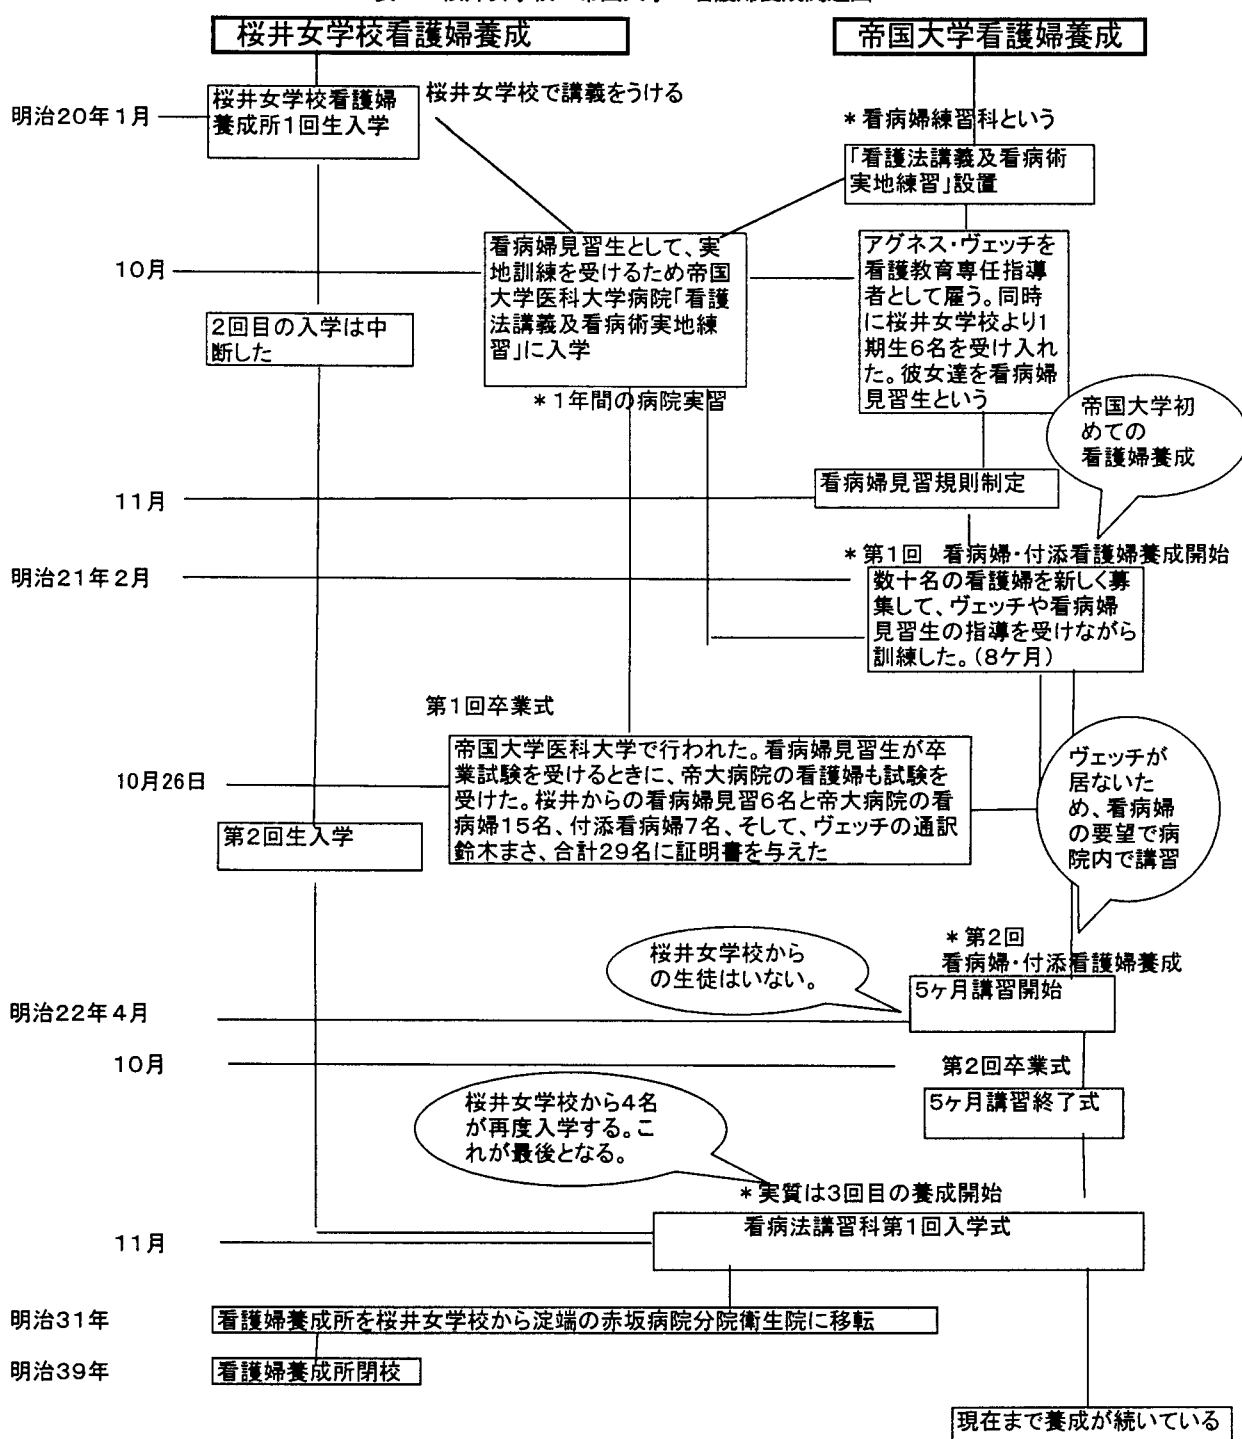 桜井女学校看護婦養成
帝国大学看護婦養成
明治20年1月
桜井女学校看護婦
養成所1回生入学
桜井女学校で講義をうける
*看病婦練習科という
「看護法講義及看病術
実地練習」設置
10月
看病婦見習生として、実
地訓練を受けるため帝国
大学医科大学病院「看護
法講義及看病術実地練
習」に入学
*1年間の病院実習
アグネス・ヴェッチを
看護教育専任指導
者として雇う。同時
に桜井女学校より1
期生6名を受け入れ
た。彼女達を看病婦
見習生という
2回目の入学は中
断した
帝国大学初
めての
看護婦養成
11月
看病婦見習規則制定
*第1回 看病婦・付添看護婦養成開始
明治21年2月
数十名の看護婦を新しく募
集して、ヴェッチや看病婦
見習生の指導を受けながら
訓練した。(8ケ月)
第1回卒業式
10月26日
帝国大学医科大学で行われた。看病婦見習生が卒
業試験を受けるときに、帝大病院の看護婦も試験を
受けた。桜井からの看病婦見習6名と帝大病院の看
病婦15名、付添看病婦7名、そして、ヴェッチの通訳
鈴木まさ、合計29名に証明書を与えた
ヴェッチが
居ないた
め、看病婦
の要望で病
院内で講習
第2回生入学
*第2回
看病婦・付添看護婦養成
桜井女学校から
の生徒はいない。
5ヶ月講習開始
明治22年4月
10月
第2回卒業式
5ヶ月講習終了式
桜井女学校から4名
が再度入学する。こ
れが最後となる。
*実質は3回目の養成開始
看病法講習科第1回入学式
11月
明治31年
看護婦養成所を桜井女学校から淀端の赤坂病院分院衛生院に移転
明治39年
看護婦養成所閉校
現在まで養成が続いている